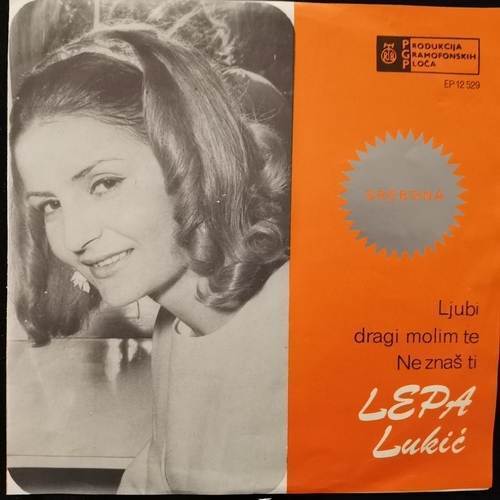 PRODUKCIJA
GRAMOFONSKIH
PLOČA
EP 12 529
SREBRNA
Ljubi
dragi molim te
Ne znaš ti
LEPA
Lukić